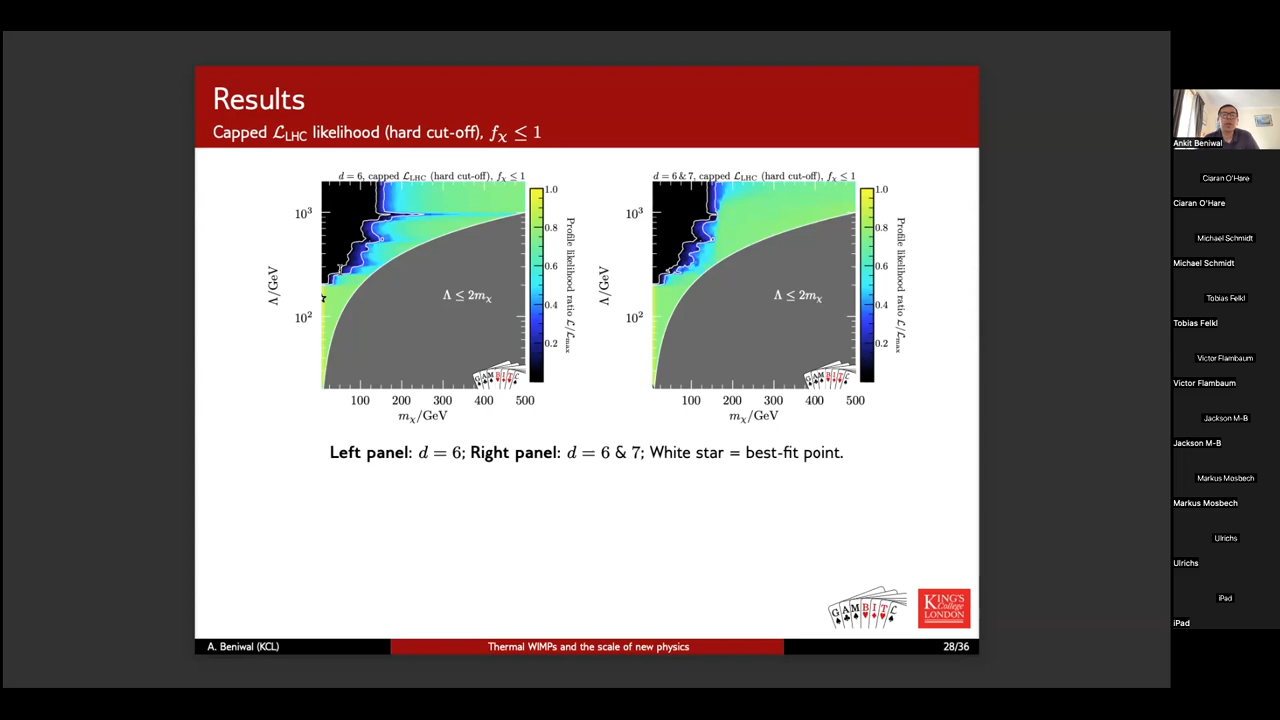 Results
Capped ℒ_LHC likelihood (hard cut-off), f_χ ≤ 1
d = 6, capped ℒ_LHC (hard cut-off), f_χ ≤ 1
10³
10²
Λ/GeV
Λ ≤ 2m_χ
GAMBIT
100 200 300 400 500
m_χ/GeV
1.0
0.8
0.6
0.4
0.2
Profile likelihood ratio ℒ/ℒ_max
d = 6 & 7, capped ℒ_LHC (hard cut-off), f_χ ≤ 1
10³
10²
Λ/GeV
Λ ≤ 2m_χ
GAMBIT
100 200 300 400 500
m_χ/GeV
1.0
0.8
0.6
0.4
0.2
Profile likelihood ratio ℒ/ℒ_max
Left panel: d = 6; Right panel: d = 6 & 7; White star = best-fit point.
GAMBIT
KING'S
College
LONDON
A. Beniwal (KCL)
Thermal WIMPs and the scale of new physics
28/36
Ankit Beniwal
Ciaran O'Hare
Ciaran O'Hare
Michael Schmidt
Michael Schmidt
Tobias Felkl
Tobias Felkl
Victor Flambaum
Victor Flambaum
Jackson M-B
Jackson M-B
Markus Mosbech
Markus Mosbech
Ulrichs
Ulrichs
iPad
iPad